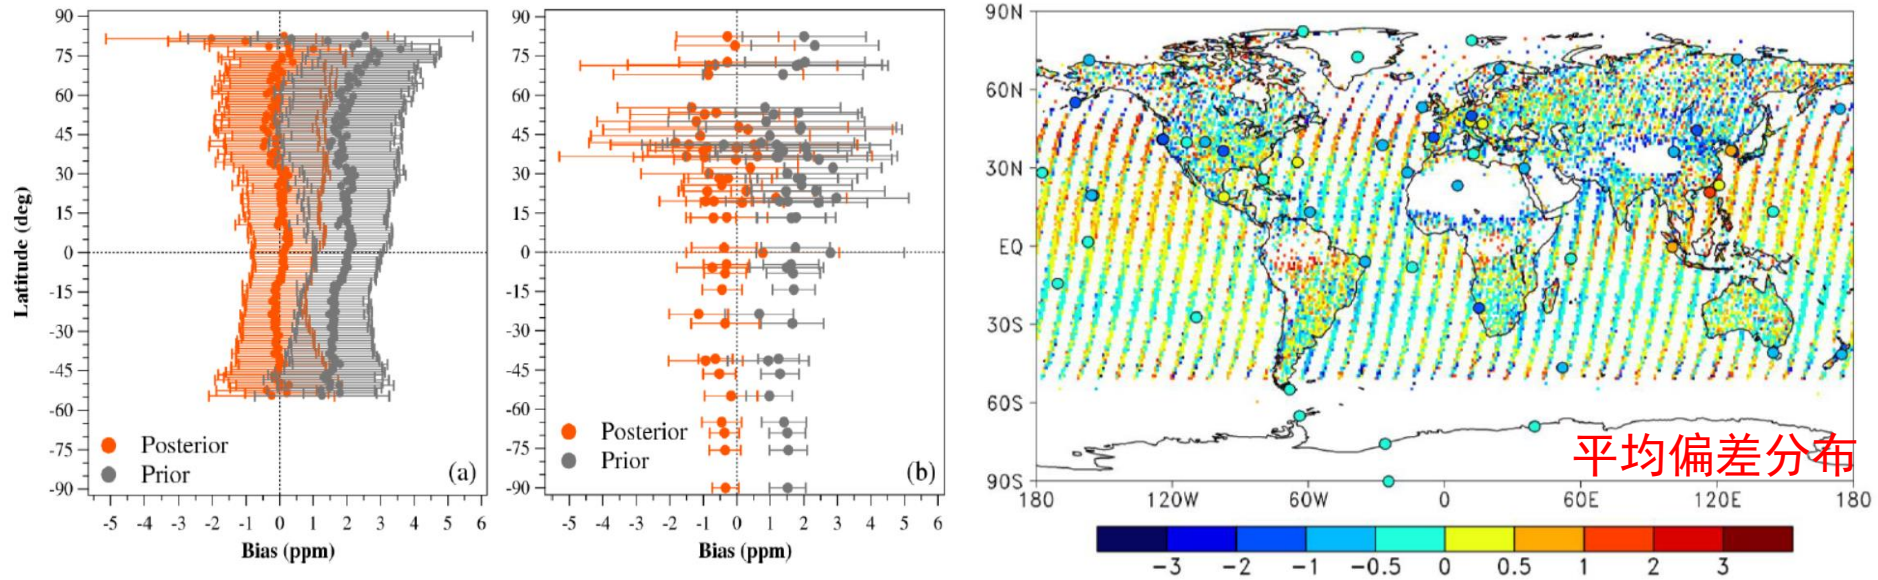 90
75
60
45
30
15
0
-15
-30
-45
-60
-75
-90
Latitude (deg)
Posterior
Prior
(a)
-5 -4 -3 -2 -1 0 1 2 3 4 5 6
Bias (ppm)
90
75
60
45
30
15
0
-15
-30
-45
-60
-75
-90
Posterior
Prior
(b)
-5 -4 -3 -2 -1 0 1 2 3 4 5 6
Bias (ppm)
90N
60N
30N
EQ
30S
60S
90S
平均偏差分布
180 120W 60W 0 60E 120E 180
-3 -2 -1 -0.5 0 0.5 1 2 3